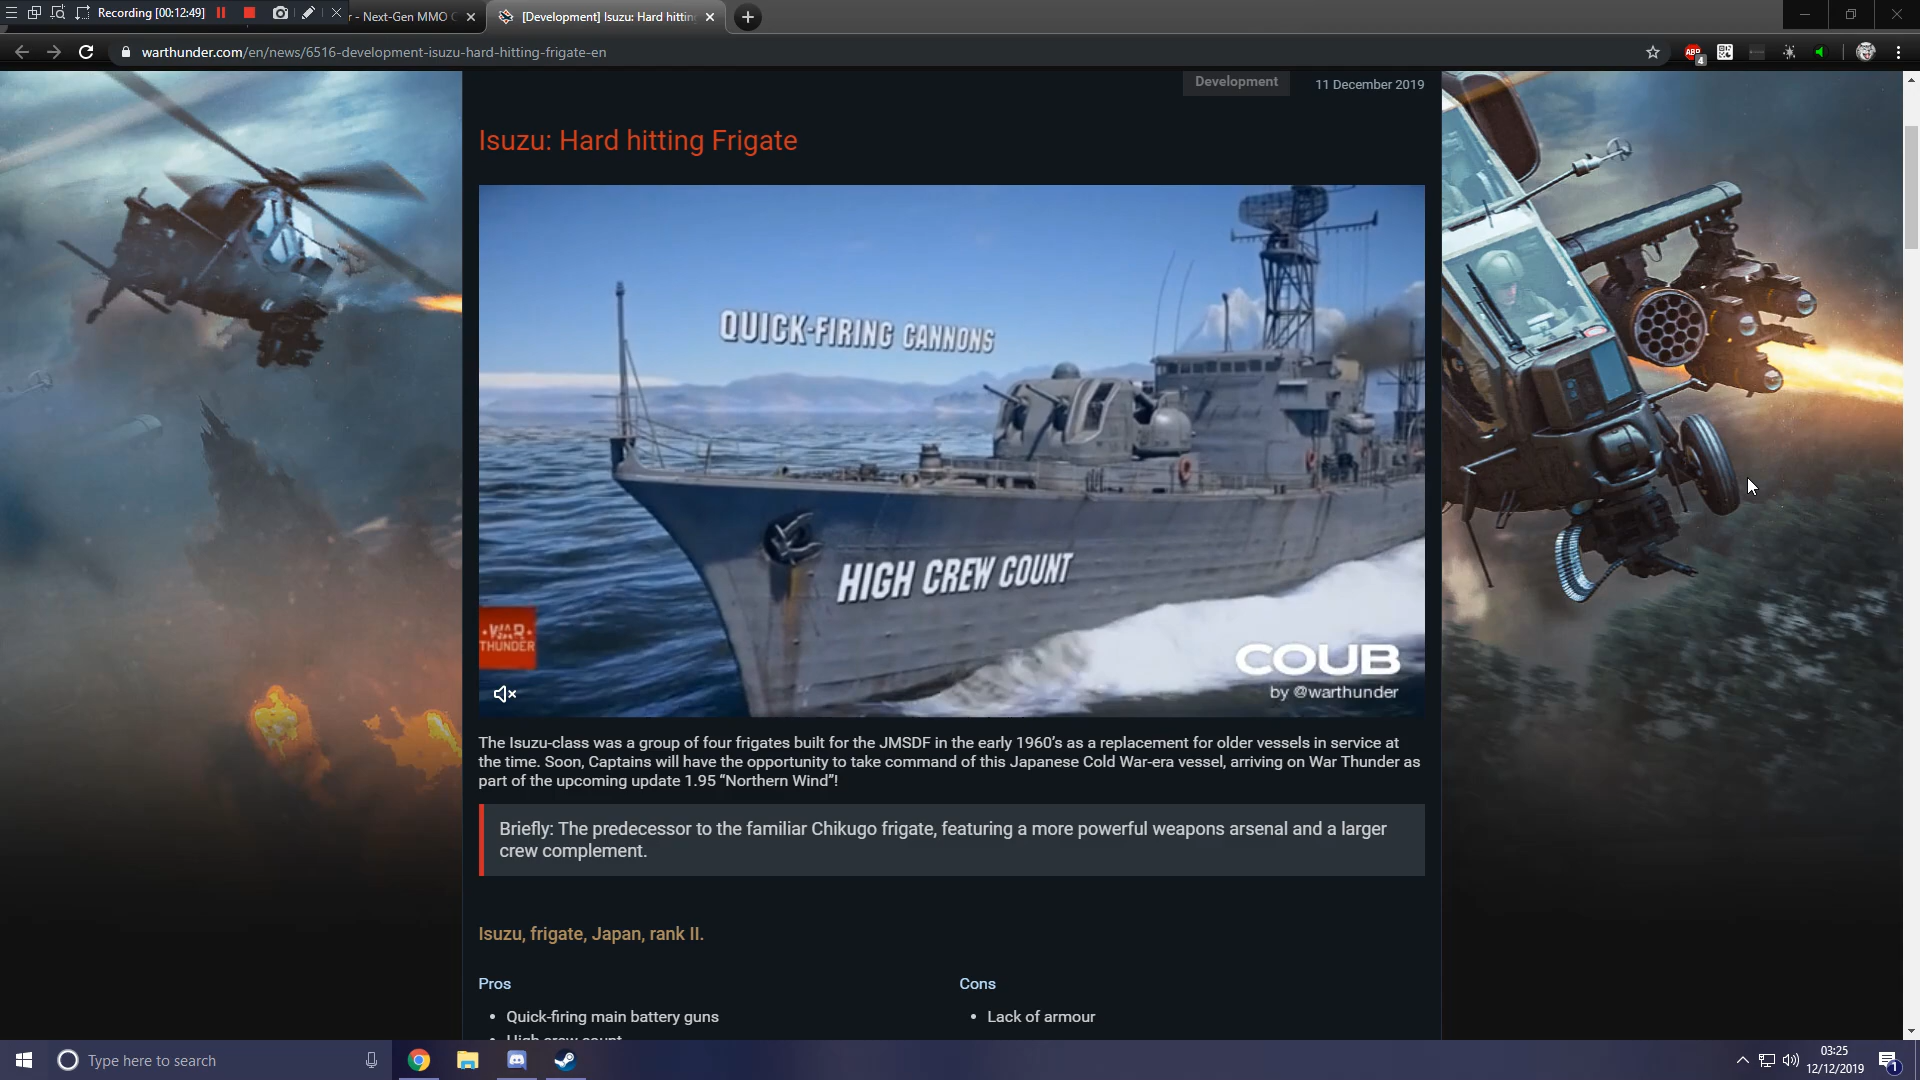 Recording [00:12:49]
r - Next-Gen MMO C
[Development] Isuzu: Hard hittin
warthunder.com/en/news/6516-development-isuzu-hard-hitting-frigate-en
ABP
4
Development
11 December 2019
Isuzu: Hard hitting Frigate
QUICK-FIRING CANNONS
HIGH CREW COUNT
WAR
THUNDER
COUB
by @warthunder
The Isuzu-class was a group of four frigates built for the JMSDF in the early 1960’s as a replacement for older vessels in service at
the time. Soon, Captains will have the opportunity to take command of this Japanese Cold War-era vessel, arriving on War Thunder as
part of the upcoming update 1.95 “Northern Wind”!
Briefly: The predecessor to the familiar Chikugo frigate, featuring a more powerful weapons arsenal and a larger
crew complement.
Isuzu, frigate, Japan, rank II.
Pros
Cons
• Quick-firing main battery guns
• Lack of armour
• High crew count
Type here to search
03:25
12/12/2019
1